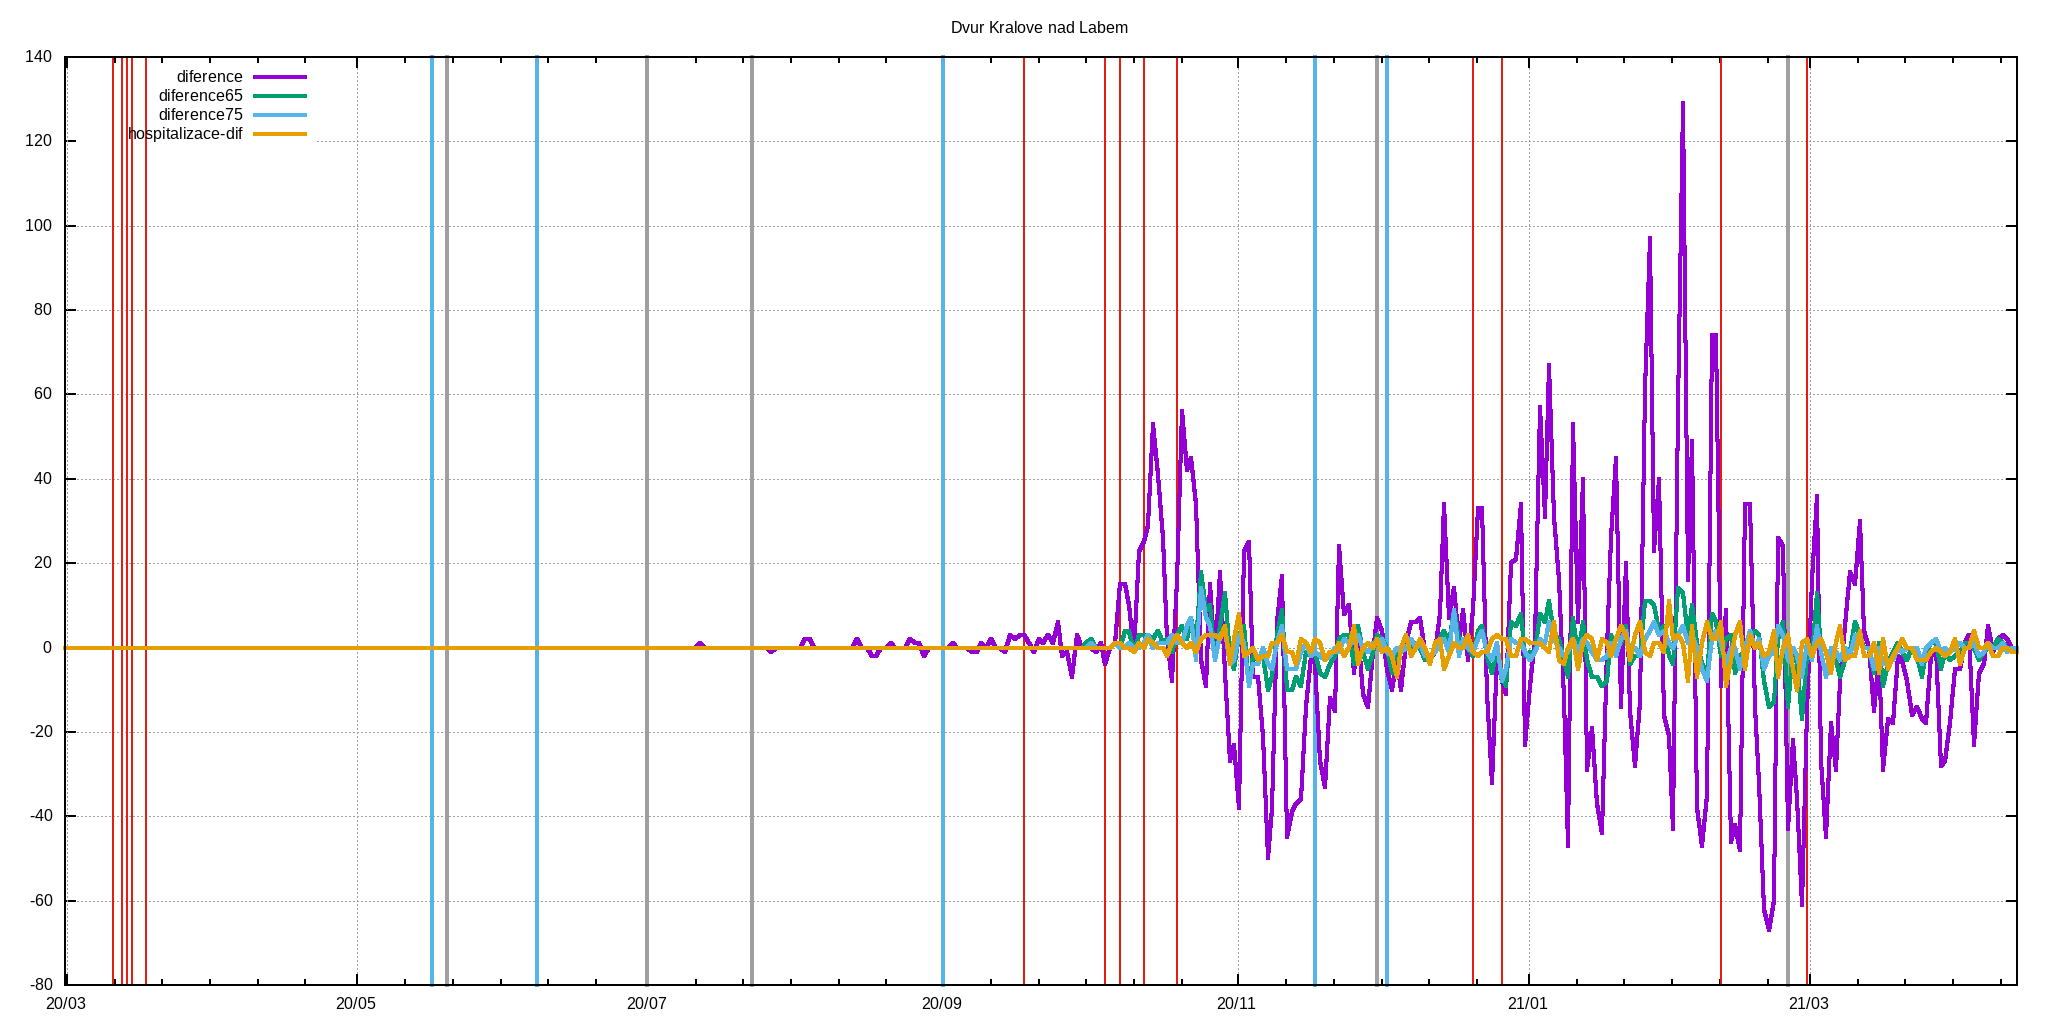 Dvur Kralove nad Labem
140
120
100
80
60
40
20
0
-20
-40
-60
-80
diference
diference65
diference75
hospitalizace-dif
20/03 20/05 20/07 20/09 20/11 21/01 21/03